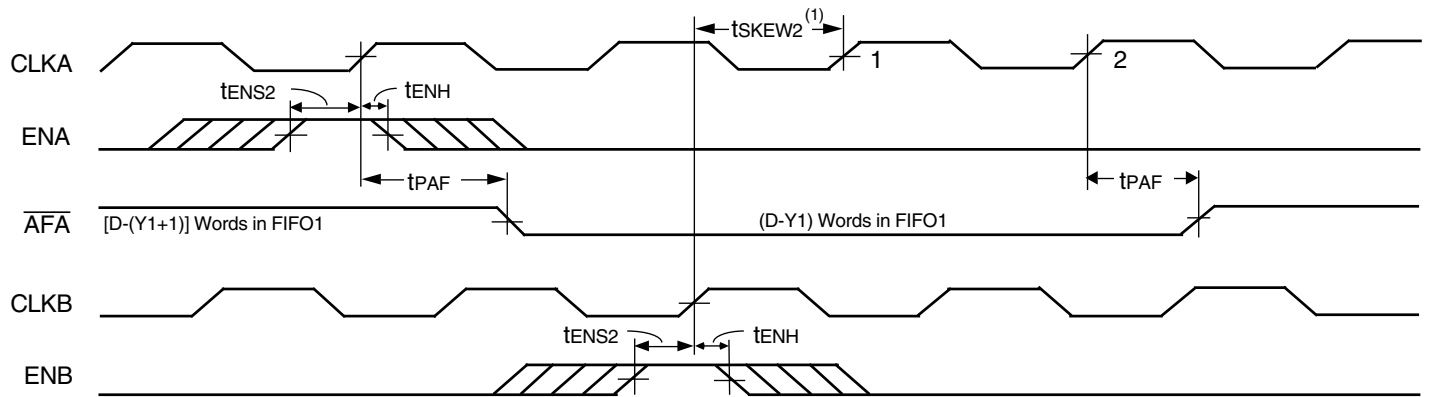 tSKEW2 (1)
CLKA
1
2
tENS2
tENH
ENA
tPAF
tPAF
AFA
[D-(Y1+1)] Words in FIFO1
(D-Y1) Words in FIFO1
CLKB
tENS2
tENH
ENB